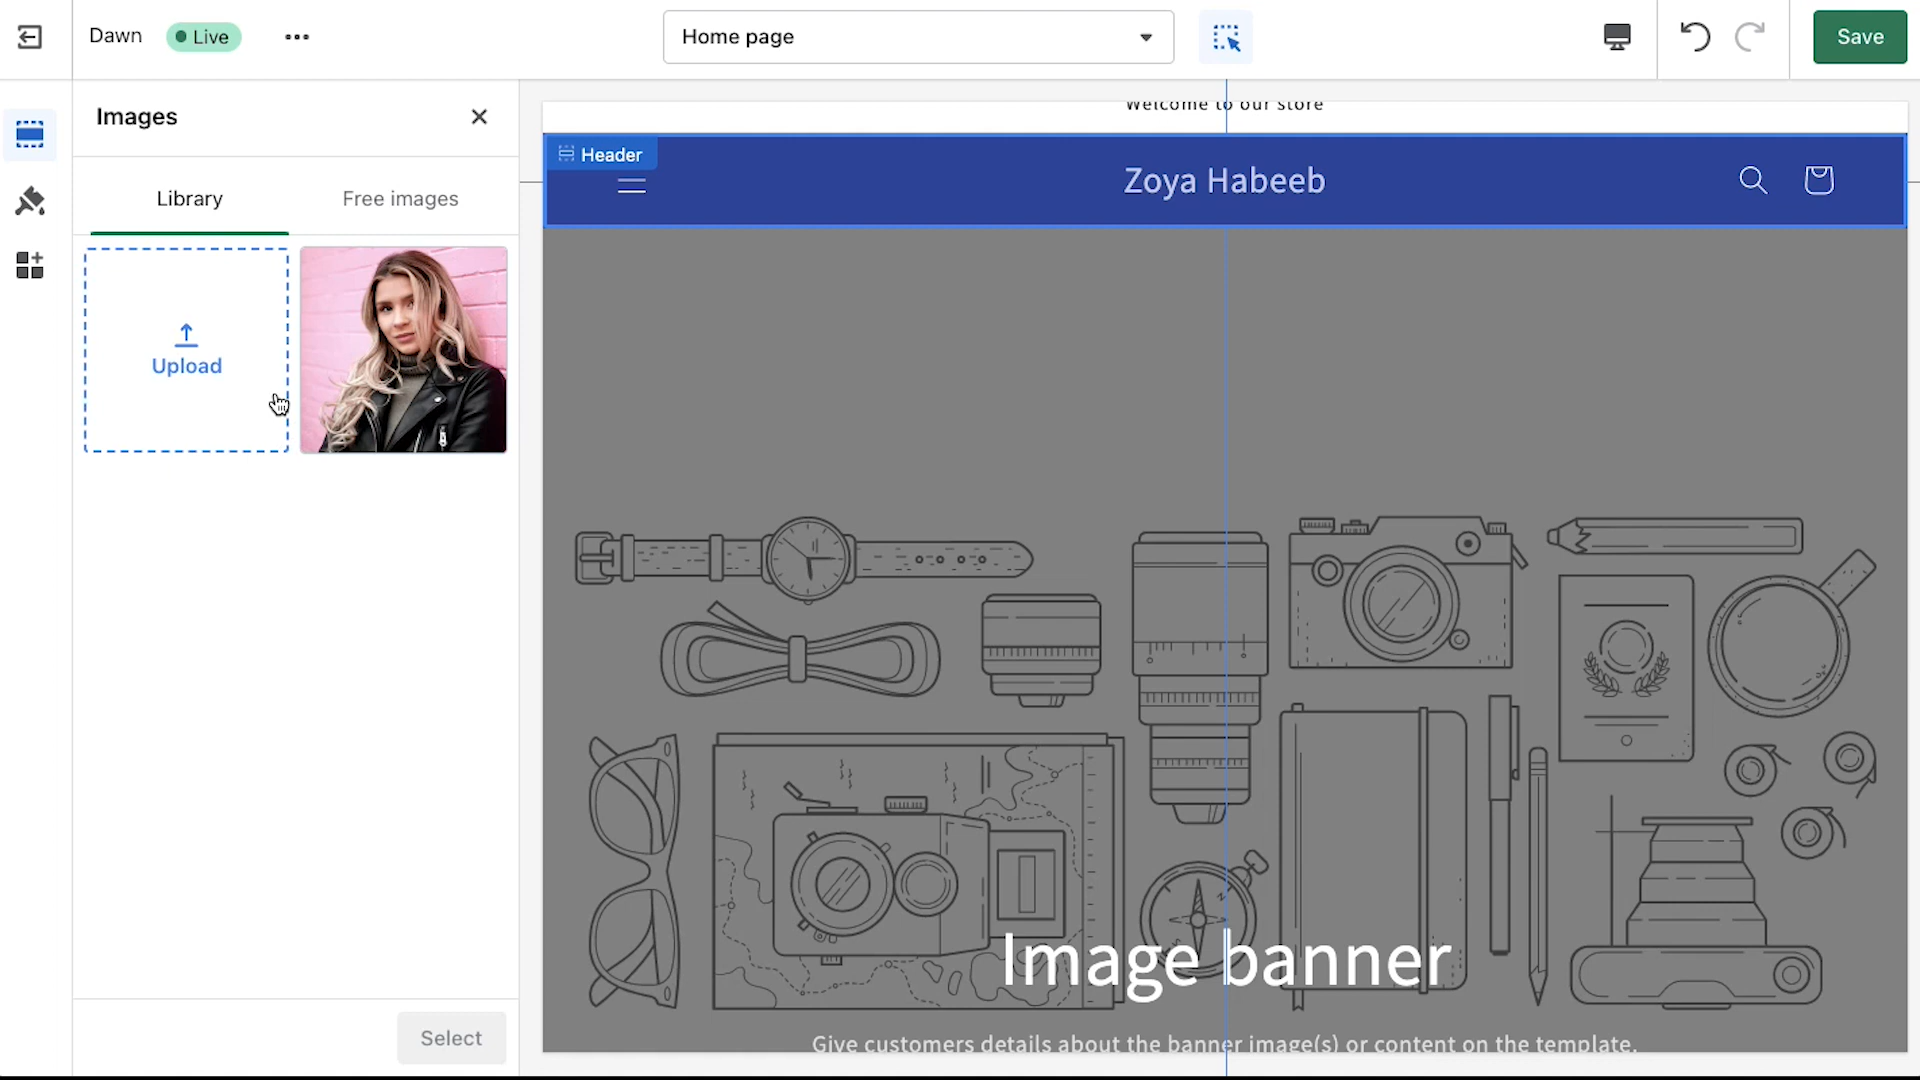 Dawn
Live
Home page
Save
Images
Library
Free images
Upload
Select
Welcome to our store
Header
Zoya Habeeb
Image banner
Give customers details about the banner image(s) or content on the template.